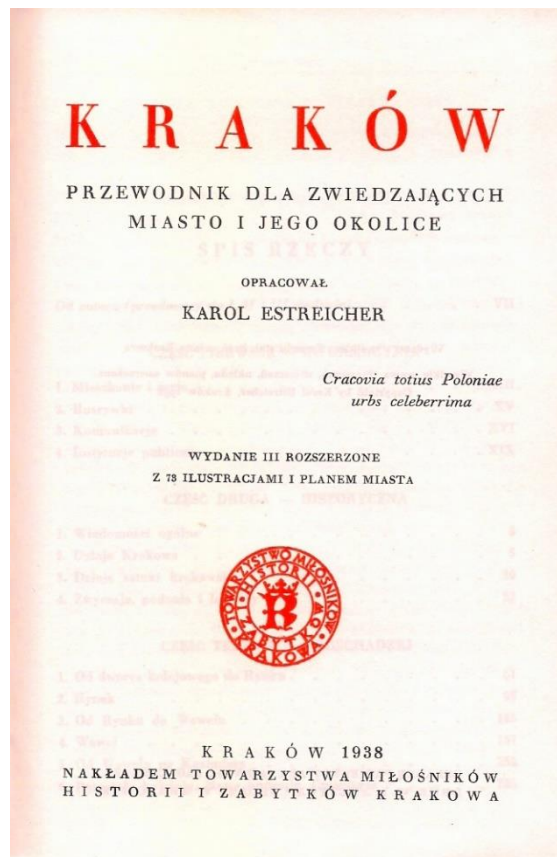 KRAKÓW
PRZEWODNIK DLA ZWIEDZAJĄCYCH
MIASTO I JEGO OKOLICE
OPRACOWAŁ
KAROL ESTREICHER
Cracovia totius Poloniae
urbs celeberrima
WYDANIE III ROZSZERZONE
Z 78 ILUSTRACJAMI I PLANEM MIASTA
TOWARZYSTWO MIŁOŚNIKÓW
HISTORII I ZABYTKÓW
KRAKOWA
KRAKÓW 1938
NAKŁADEM TOWARZYSTWA MIŁOŚNIKÓW
HISTORII I ZABYTKÓW KRAKOWA